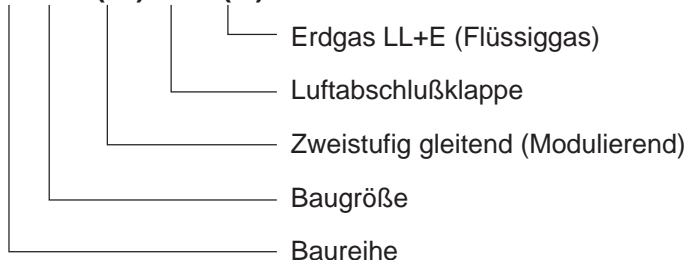 Erdgas LL+E (Flüssiggas)
Luftabschlußklappe
Zweistufig gleitend (Modulierend)
Baugröße
Baureihe